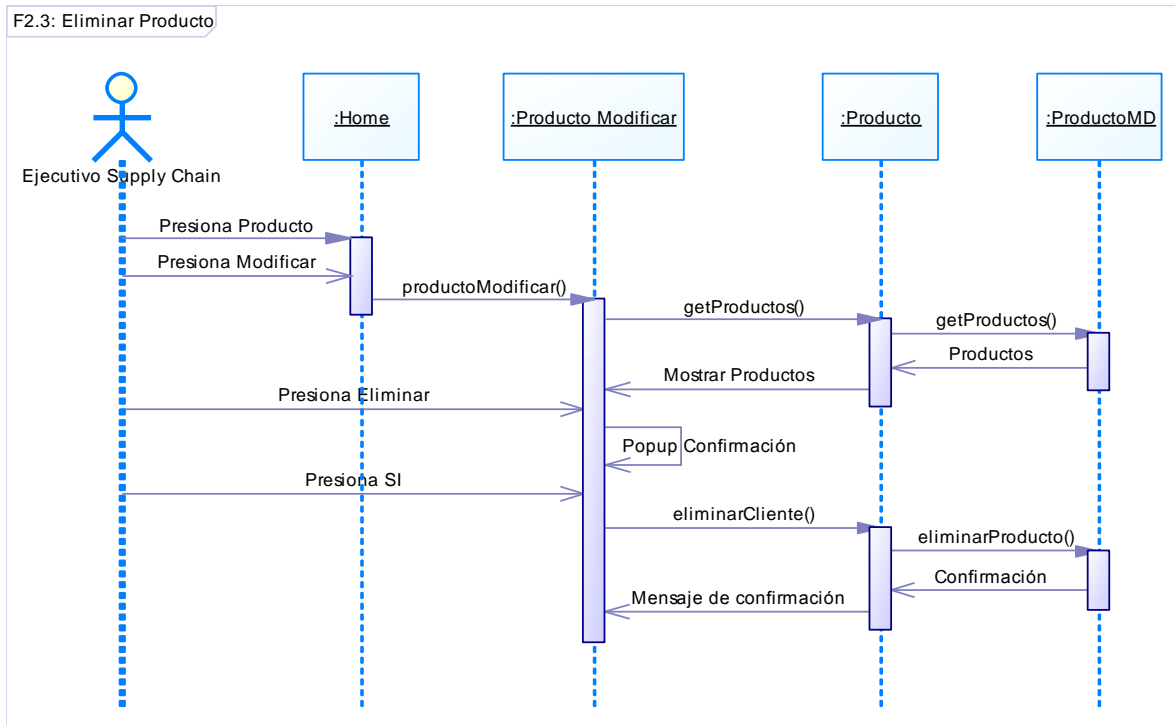 F2.3: Eliminar Producto
:Home
:Producto Modificar
:Producto
:ProductoMD
Ejecutivo Supply Chain
Presiona Producto
Presiona Modificar
productoModificar()
getProductos()
getProductos()
Productos
Mostrar Productos
Presiona Eliminar
Popup Confirmación
Presiona SI
eliminarCliente()
eliminarProducto()
Confirmación
Mensaje de confirmación